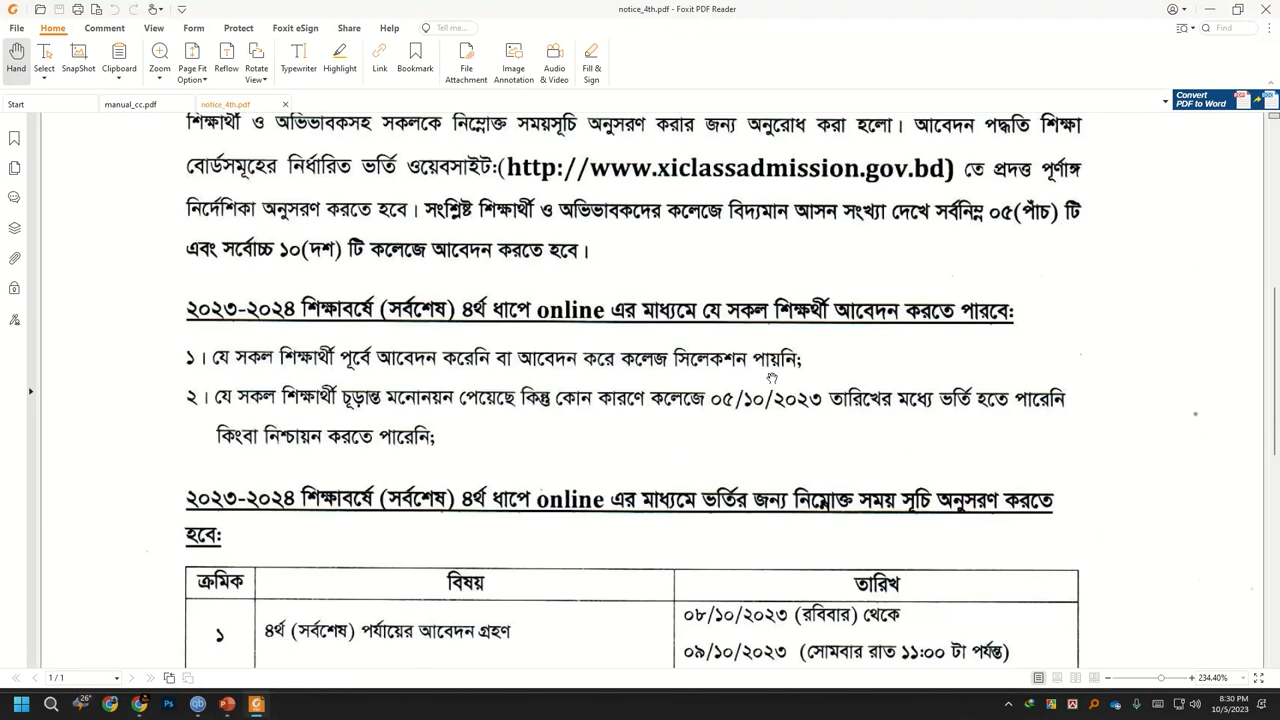 notice_4th.pdf - Foxit PDF Reader
File Home Comment View Form Protect Foxit eSign Share Help Tell me...
Find
Hand Select SnapShot Clipboard Zoom Page Fit Option Reflow Rotate View Typewriter Highlight Link Bookmark File Attachment Image Annotation Audio & Video Fill & Sign
Start manual_cc.pdf notice_4th.pdf
Convert PDF to Word
শিক্ষার্থী ও অভিভাবকসহ সকলকে নিম্নোক্ত সময়সূচি অনুসরণ করার জন্য অনুরোধ করা হলো। আবেদন পদ্ধতি শিক্ষা
বোর্ডসমূহের নির্ধারিত ভর্তি ওয়েবসাইট:(http://www.xiclassadmission.gov.bd) তে প্রদত্ত পূর্ণাঙ্গ
নির্দেশিকা অনুসরণ করতে হবে। সংশ্লিষ্ট শিক্ষার্থী ও অভিভাবকদের কলেজে বিদ্যমান আসন সংখ্যা দেখে সর্বনিম্ন ০৫(পাঁচ) টি
এবং সর্বোচ্চ ১০(দশ) টি কলেজে আবেদন করতে হবে।
২০২৩-২০২৪ শিক্ষাবর্ষে (সর্বশেষ) ৪র্থ ধাপে online এর মাধ্যমে যে সকল শিক্ষর্থী আবেদন করতে পারবে:
১। যে সকল শিক্ষার্থী পূর্বে আবেদন করেনি বা আবেদন করে কলেজ সিলেকশন পায়নি;
২। যে সকল শিক্ষার্থী চূড়ান্ত মনোনয়ন পেয়েছে কিন্তু কোন কারণে কলেজে ০৫/১০/২০২৩ তারিখের মধ্যে ভর্তি হতে পারেনি
কিংবা নিশ্চায়ন করতে পারেনি;
২০২৩-২০২৪ শিক্ষাবর্ষে (সর্বশেষ) ৪র্থ ধাপে online এর মাধ্যমে ভর্তির জন্য নিম্নোক্ত সময় সূচি অনুসরণ করতে
হবে:
ক্রমিক বিষয় তারিখ
১ ৪র্থ (সর্বশেষ) পর্যায়ের আবেদন গ্রহণ ০৮/১০/২০২৩ (রবিবার) থেকে
০৯/১০/২০২৩ (সোমবার রাত ১১:০০ টা পর্যন্ত)
1 / 1
234.40%
26°
8:30 PM
10/5/2023